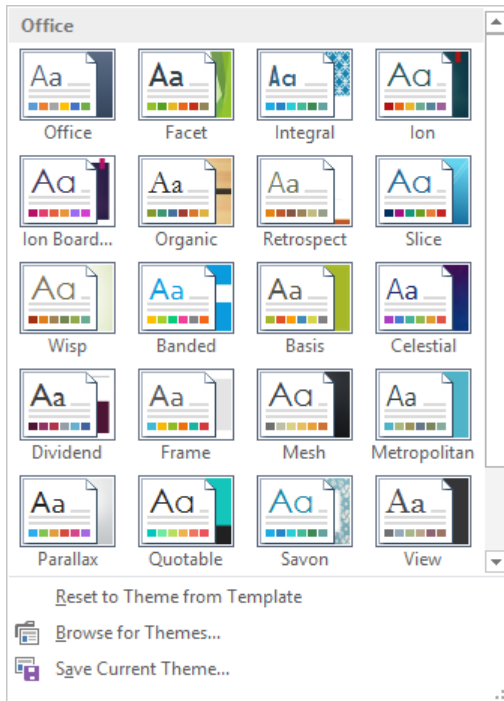 Office
Aa Aa Aa Aa
Office Facet Integral Ion
Aa Aa Aa Aa
Ion Board... Organic Retrospect Slice
Aa Aa Aa Aa
Wisp Banded Basis Celestial
Aa Aa Aa Aa
Dividend Frame Mesh Metropolitan
Aa Aa Aa Aa
Parallax Quotable Savon View
Reset to Theme from Template
Browse for Themes...
Save Current Theme...